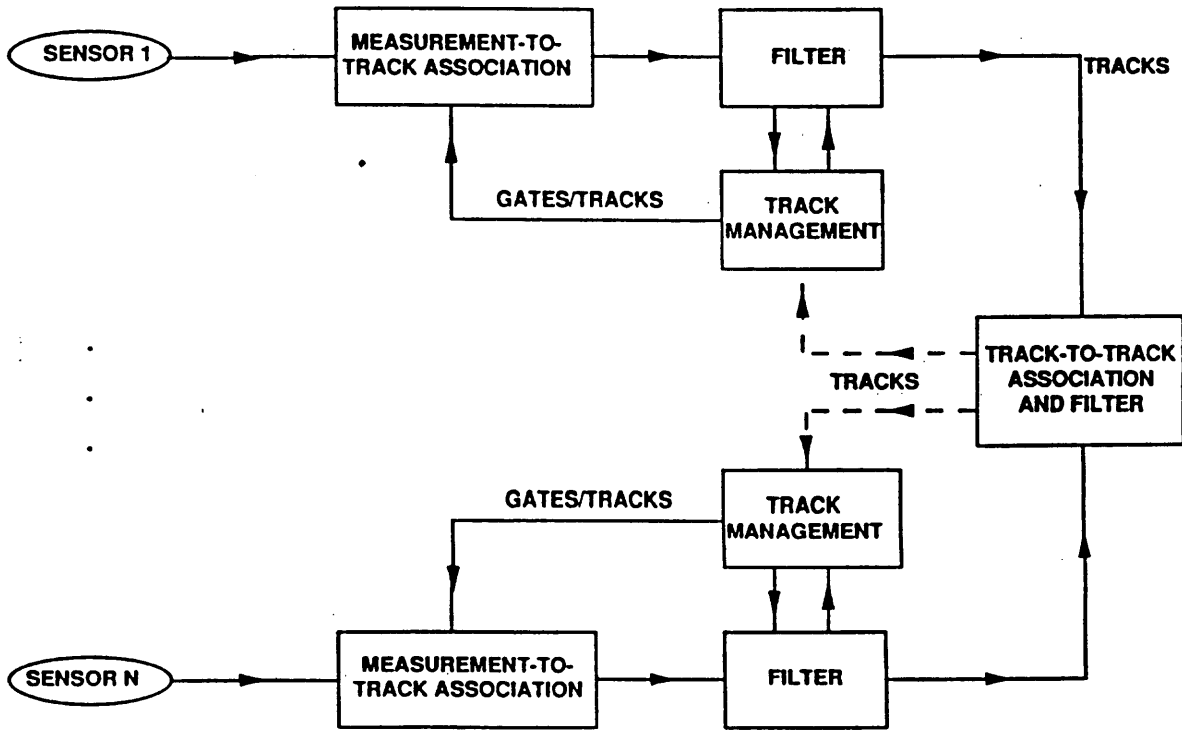 SENSOR 1
MEASUREMENT-TO-
TRACK ASSOCIATION
FILTER
TRACKS
GATES/TRACKS
TRACK
MANAGEMENT
TRACK-TO-TRACK
ASSOCIATION
AND FILTER
TRACKS
GATES/TRACKS
TRACK
MANAGEMENT
SENSOR N
MEASUREMENT-TO-
TRACK ASSOCIATION
FILTER